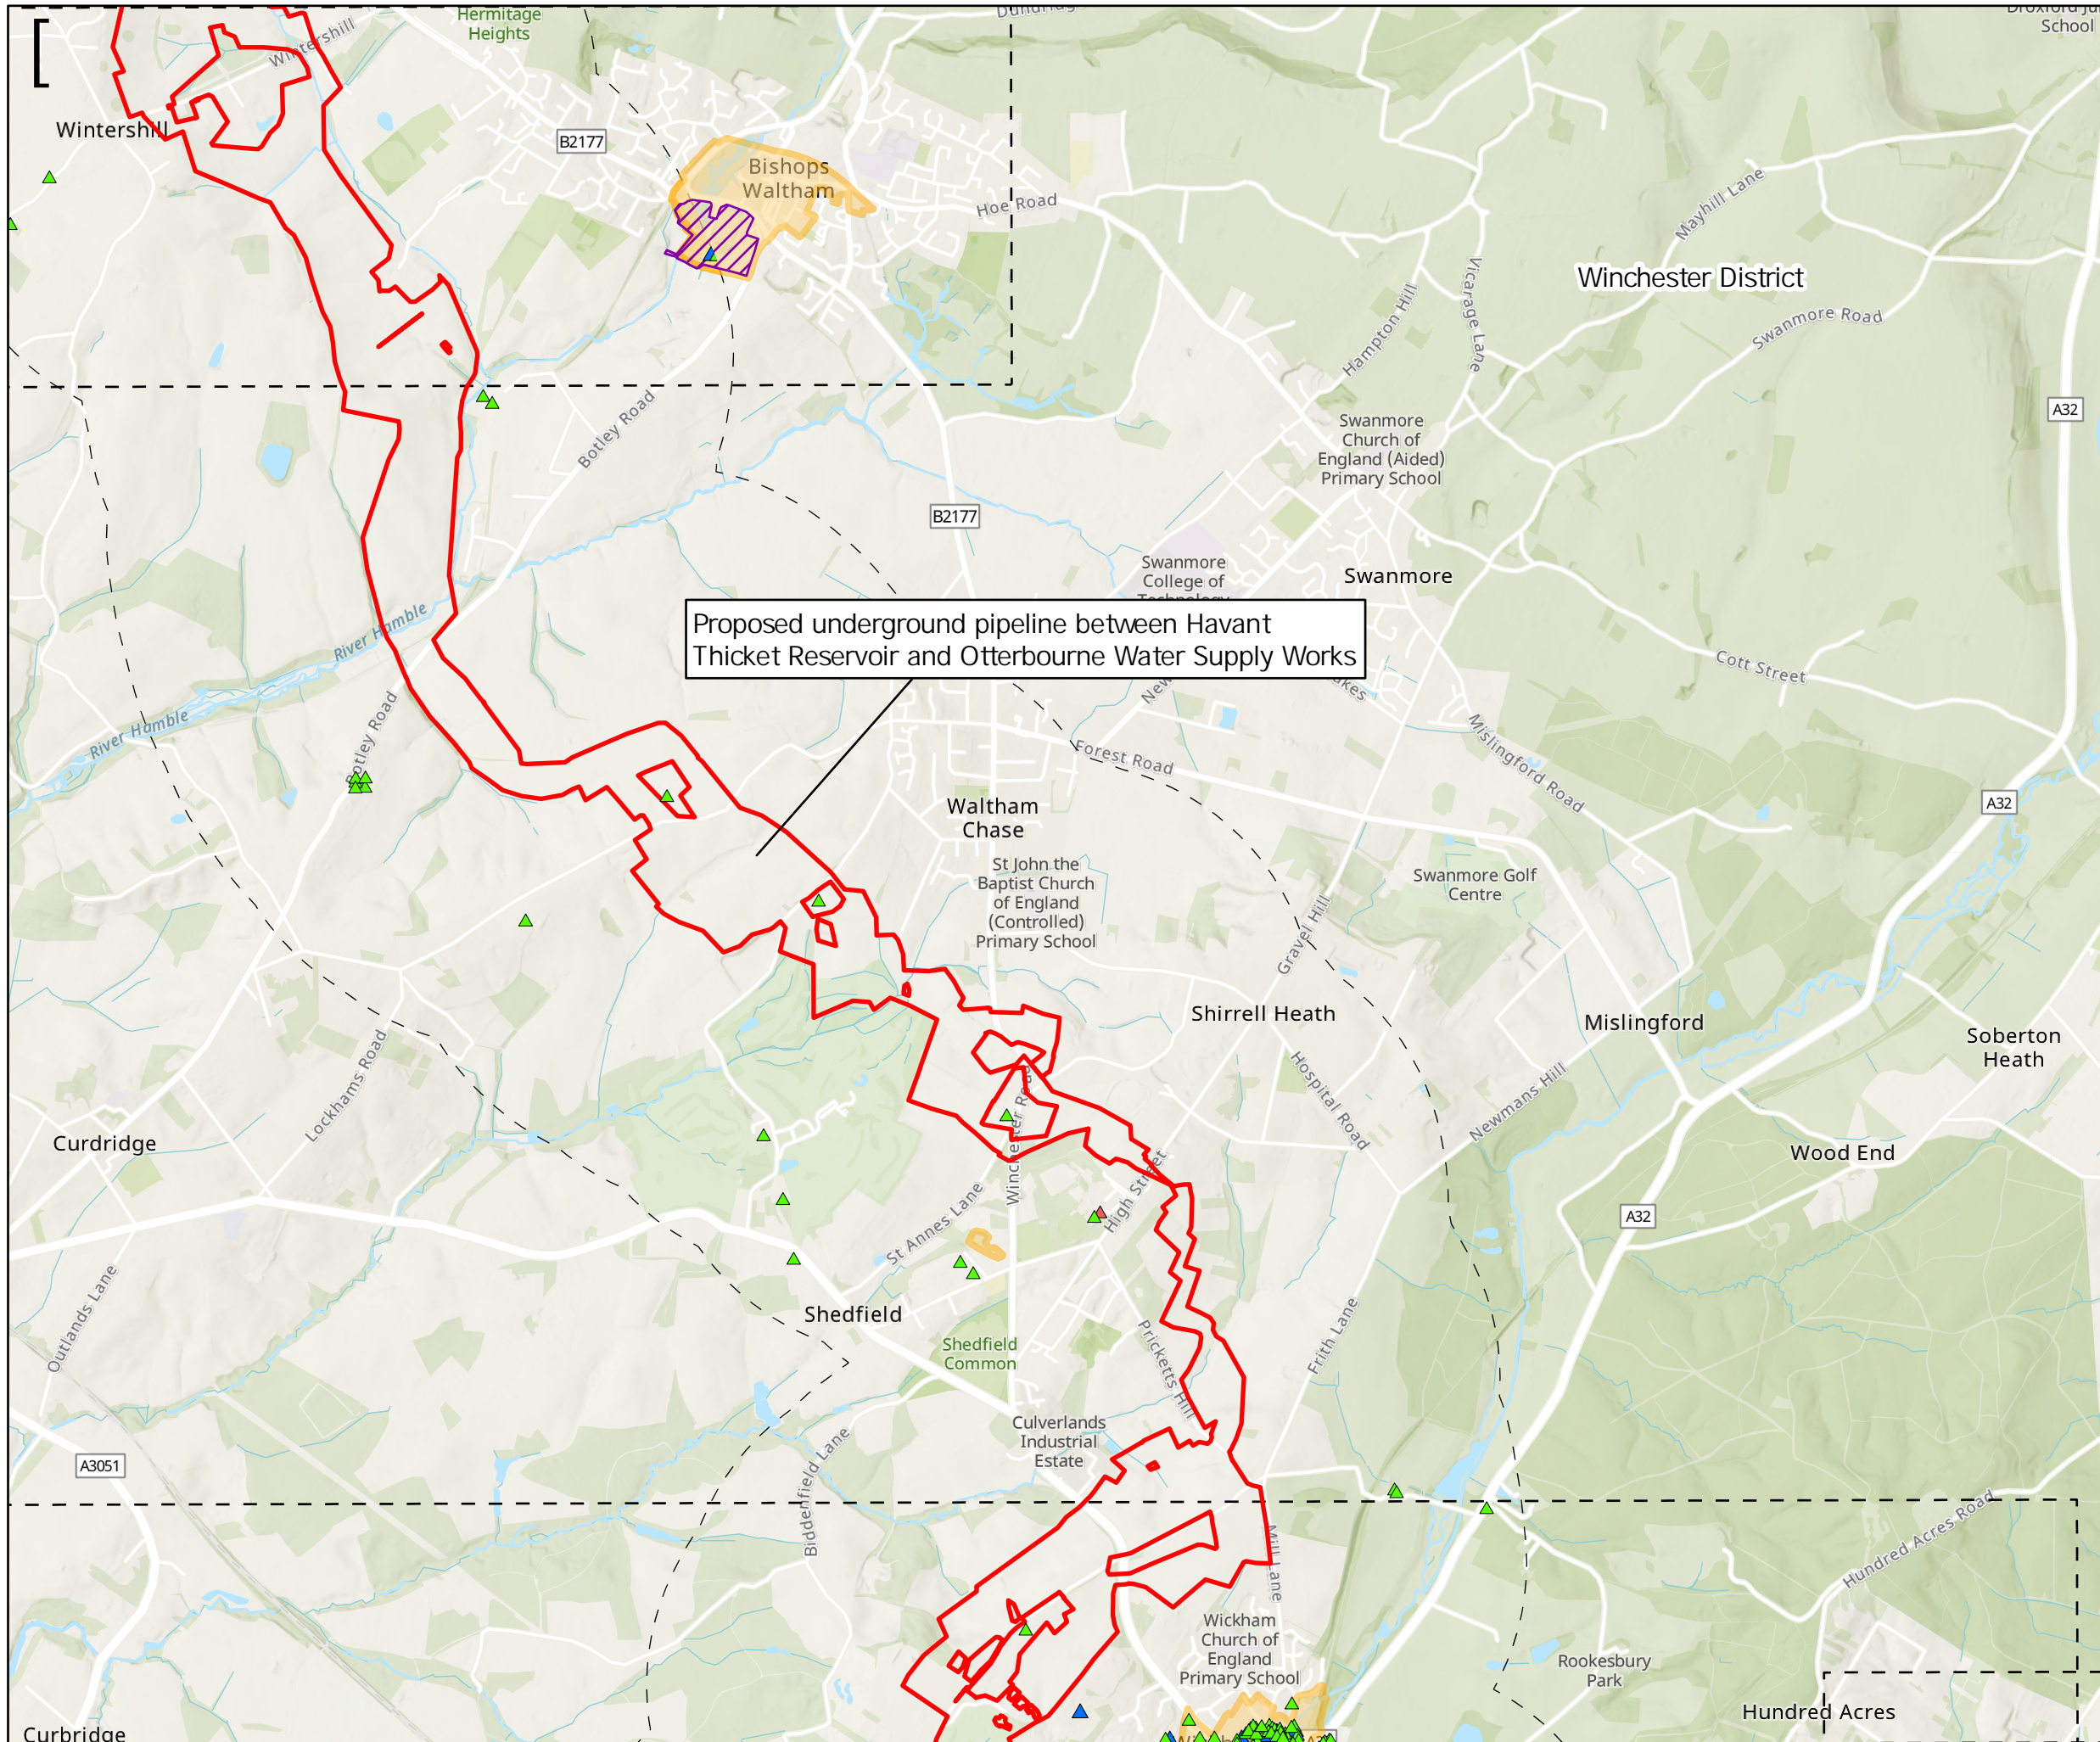 [
Hermitage
Heights
Wintershill
Dundridge
School
Wintershill
B2177
Bishops
Waltham
Hoe Road
Mayhill Lane
Winchester District
Swanmore Road
Vicarage Lane
Hampton Hill
A32
Botley Road
Swanmore
Church of
England (Aided)
Primary School
B2177
Swanmore
College of
Technology
Swanmore
River Hamble
Proposed underground pipeline between Havant
Thicket Reservoir and Otterbourne Water Supply Works
Cott Street
River Hamble
Botley Road
Mislingford Road
Forest Road
A32
Waltham
Chase
St John the
Baptist Church
of England
(Controlled)
Primary School
Swanmore Golf
Centre
Gravel Hill
Shirrell Heath
Mislingford
Soberton
Heath
Lockhams Road
Hospital Road
Newmans Hill
Curdridge
Winchester Road
High Street
Wood End
St Annes Lane
A32
Outlands Lane
Shedfield
Shedfield
Common
Pricketts Hill
Frith Lane
Culverlands
Industrial
Estate
A3051
Biddenfield Lane
Mill Lane
Hundred Acres Road
Wickham
Church of
England
Primary School
Rookesbury
Park
Hundred Acres
Curbridge